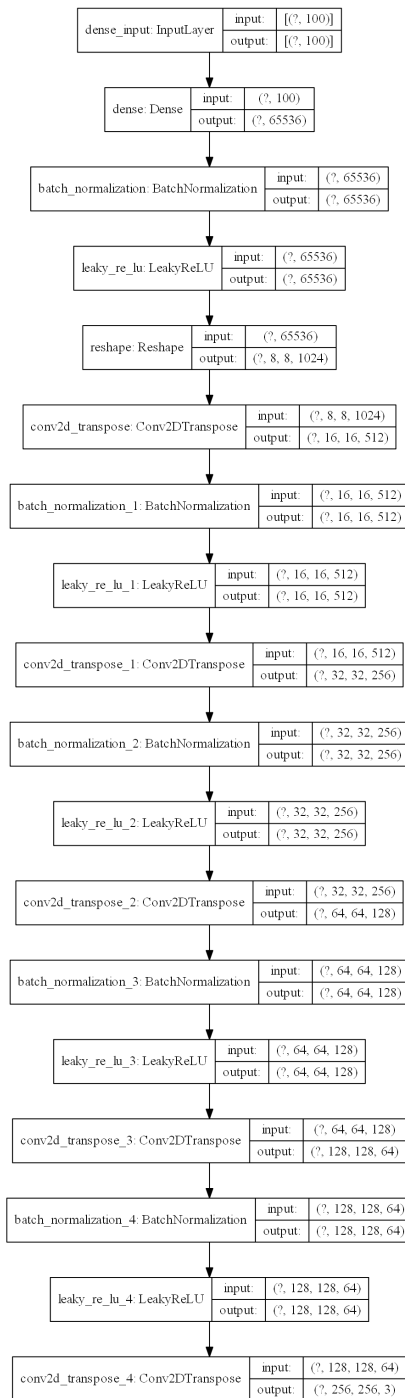 dense_input: InputLayer
input: [(?, 100)]
output: [(?, 100)]
dense: Dense
input: (?, 100)
output: (?, 65536)
batch_normalization: BatchNormalization
input: (?, 65536)
output: (?, 65536)
leaky_re_lu: LeakyReLU
input: (?, 65536)
output: (?, 65536)
reshape: Reshape
input: (?, 65536)
output: (?, 8, 8, 1024)
conv2d_transpose: Conv2DTranspose
input: (?, 8, 8, 1024)
output: (?, 16, 16, 512)
batch_normalization_1: BatchNormalization
input: (?, 16, 16, 512)
output: (?, 16, 16, 512)
leaky_re_lu_1: LeakyReLU
input: (?, 16, 16, 512)
output: (?, 16, 16, 512)
conv2d_transpose_1: Conv2DTranspose
input: (?, 16, 16, 512)
output: (?, 32, 32, 256)
batch_normalization_2: BatchNormalization
input: (?, 32, 32, 256)
output: (?, 32, 32, 256)
leaky_re_lu_2: LeakyReLU
input: (?, 32, 32, 256)
output: (?, 32, 32, 256)
conv2d_transpose_2: Conv2DTranspose
input: (?, 32, 32, 256)
output: (?, 64, 64, 128)
batch_normalization_3: BatchNormalization
input: (?, 64, 64, 128)
output: (?, 64, 64, 128)
leaky_re_lu_3: LeakyReLU
input: (?, 64, 64, 128)
output: (?, 64, 64, 128)
conv2d_transpose_3: Conv2DTranspose
input: (?, 64, 64, 128)
output: (?, 128, 128, 64)
batch_normalization_4: BatchNormalization
input: (?, 128, 128, 64)
output: (?, 128, 128, 64)
leaky_re_lu_4: LeakyReLU
input: (?, 128, 128, 64)
output: (?, 128, 128, 64)
conv2d_transpose_4: Conv2DTranspose
input: (?, 128, 128, 64)
output: (?, 256, 256, 3)